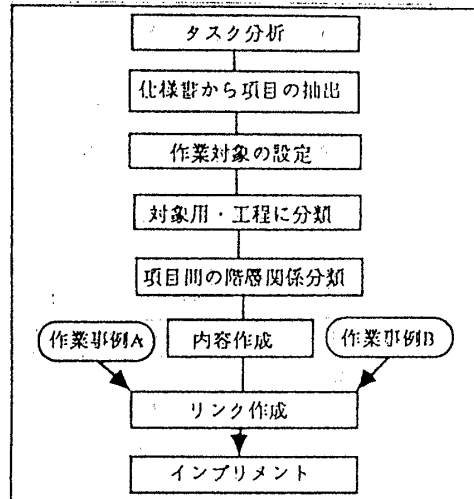 タスク分析
仕様書から項目の抽出
作業対象の設定
対象用・工程に分類
項目間の階層関係分類
作業事例A
内容作成
作業事例B
リンク作成
インプリメント